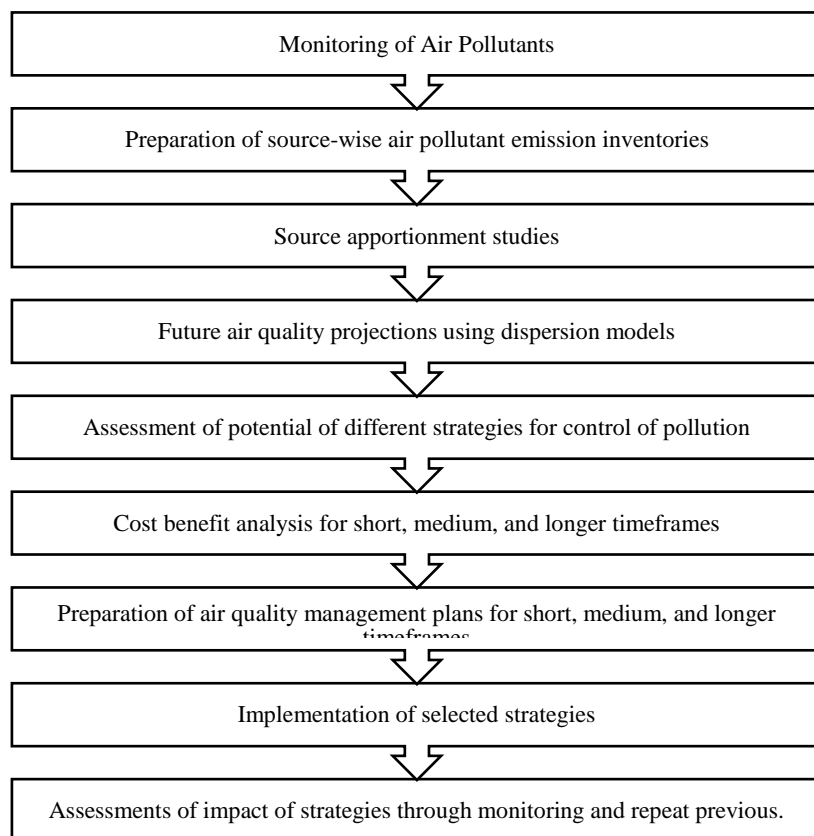 Monitoring of Air Pollutants
Preparation of source-wise air pollutant emission inventories
Source apportionment studies
Future air quality projections using dispersion models
Assessment of potential of different strategies for control of pollution
Cost benefit analysis for short, medium, and longer timeframes
Preparation of air quality management plans for short, medium, and longer
timeframes
Implementation of selected strategies
Assessments of impact of strategies through monitoring and repeat previous.